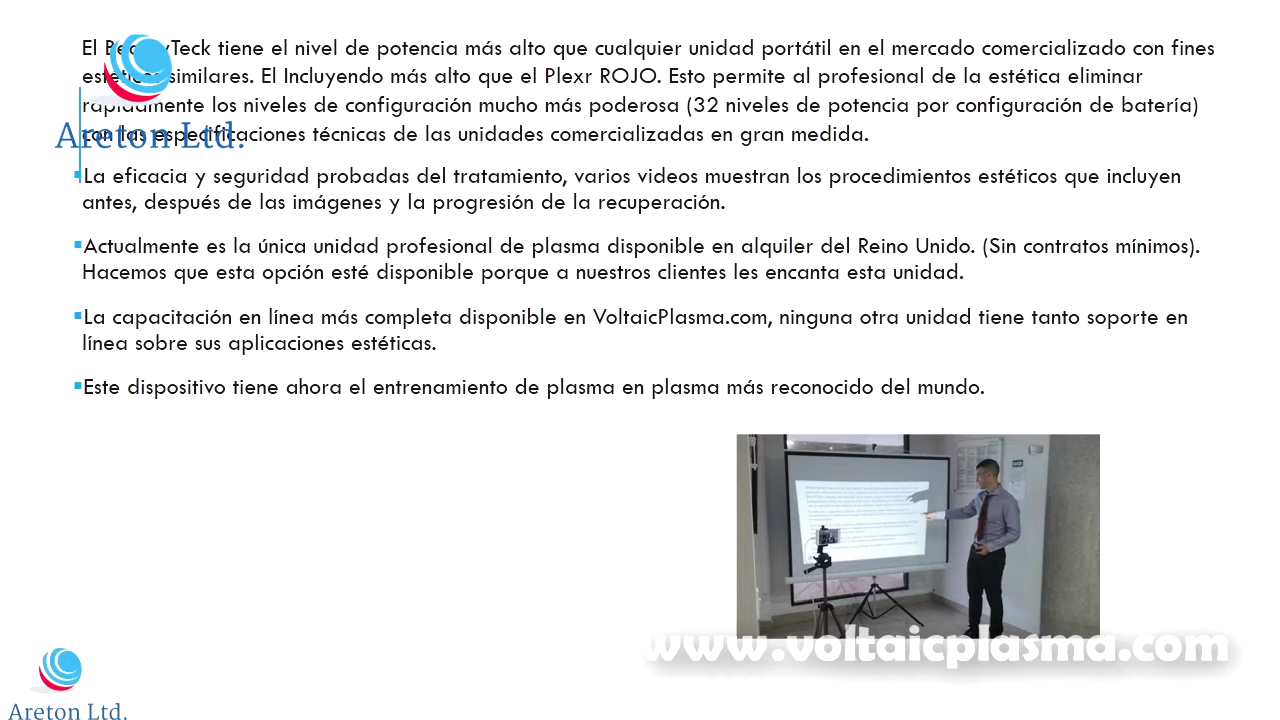 El BeautyTeck tiene el nivel de potencia más alto que cualquier unidad portátil en el mercado comercializado con fines
estéticos similares. El Incluyendo más alto que el Plexr ROJO. Esto permite al profesional de la estética eliminar
rápidamente los niveles de configuración mucho más poderosa (32 niveles de potencia por configuración de batería)
con las especificaciones técnicas de las unidades comercializadas en gran medida.
Areton Ltd.
La eficacia y seguridad probadas del tratamiento, varios videos muestran los procedimientos estéticos que incluyen
antes, después de las imágenes y la progresión de la recuperación.
Actualmente es la única unidad profesional de plasma disponible en alquiler del Reino Unido. (Sin contratos mínimos).
Hacemos que esta opción esté disponible porque a nuestros clientes les encanta esta unidad.
La capacitación en línea más completa disponible en VoltaicPlasma.com, ninguna otra unidad tiene tanto soporte en
línea sobre sus aplicaciones estéticas.
Este dispositivo tiene ahora el entrenamiento de plasma en plasma más reconocido del mundo.
www.voltaicplasma.com
Areton Ltd.